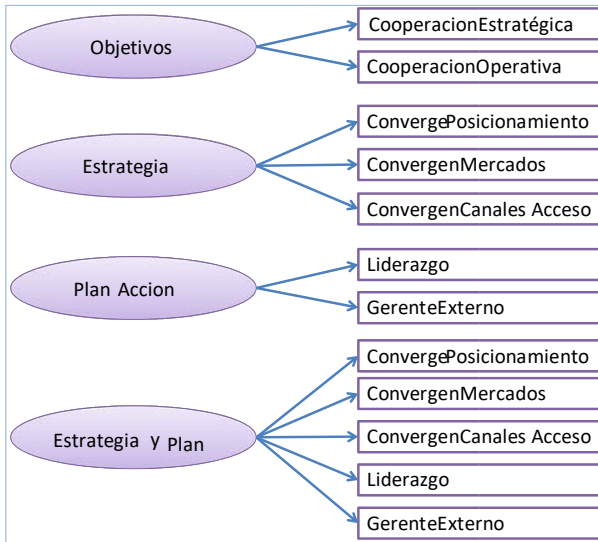 Objetivos
CooperacionEstratégica
CooperacionOperativa
Estrategia
ConvergePosicionamiento
ConvergenMercados
ConvergenCanales Acceso
Plan Accion
Liderazgo
GerenteExterno
Estrategia y Plan
ConvergePosicionamiento
ConvergenMercados
ConvergenCanales Acceso
Liderazgo
GerenteExterno